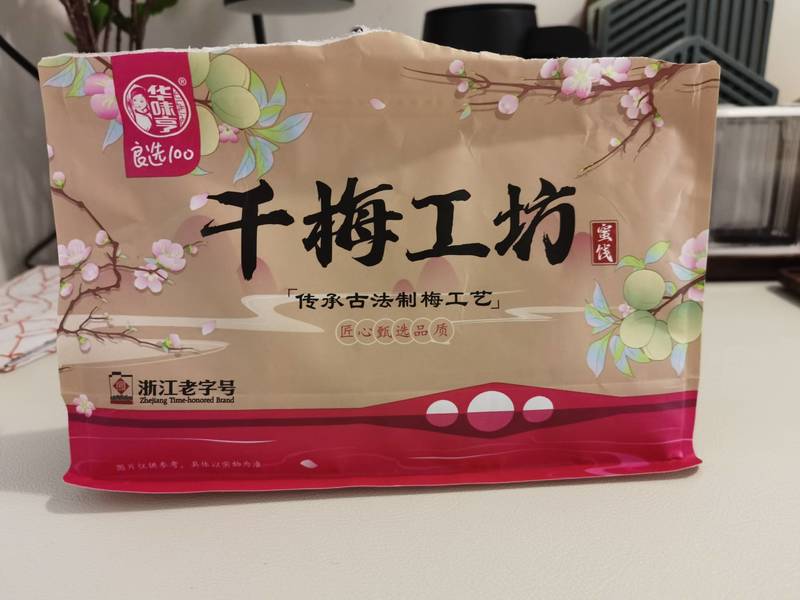 华味亨®
良选100
千梅工坊
蜜饯
「传承古法制梅工艺」
匠心甄选品质
浙江老字号
Zhejiang Time-honored Brand
图片仅供参考，具体以实物为准